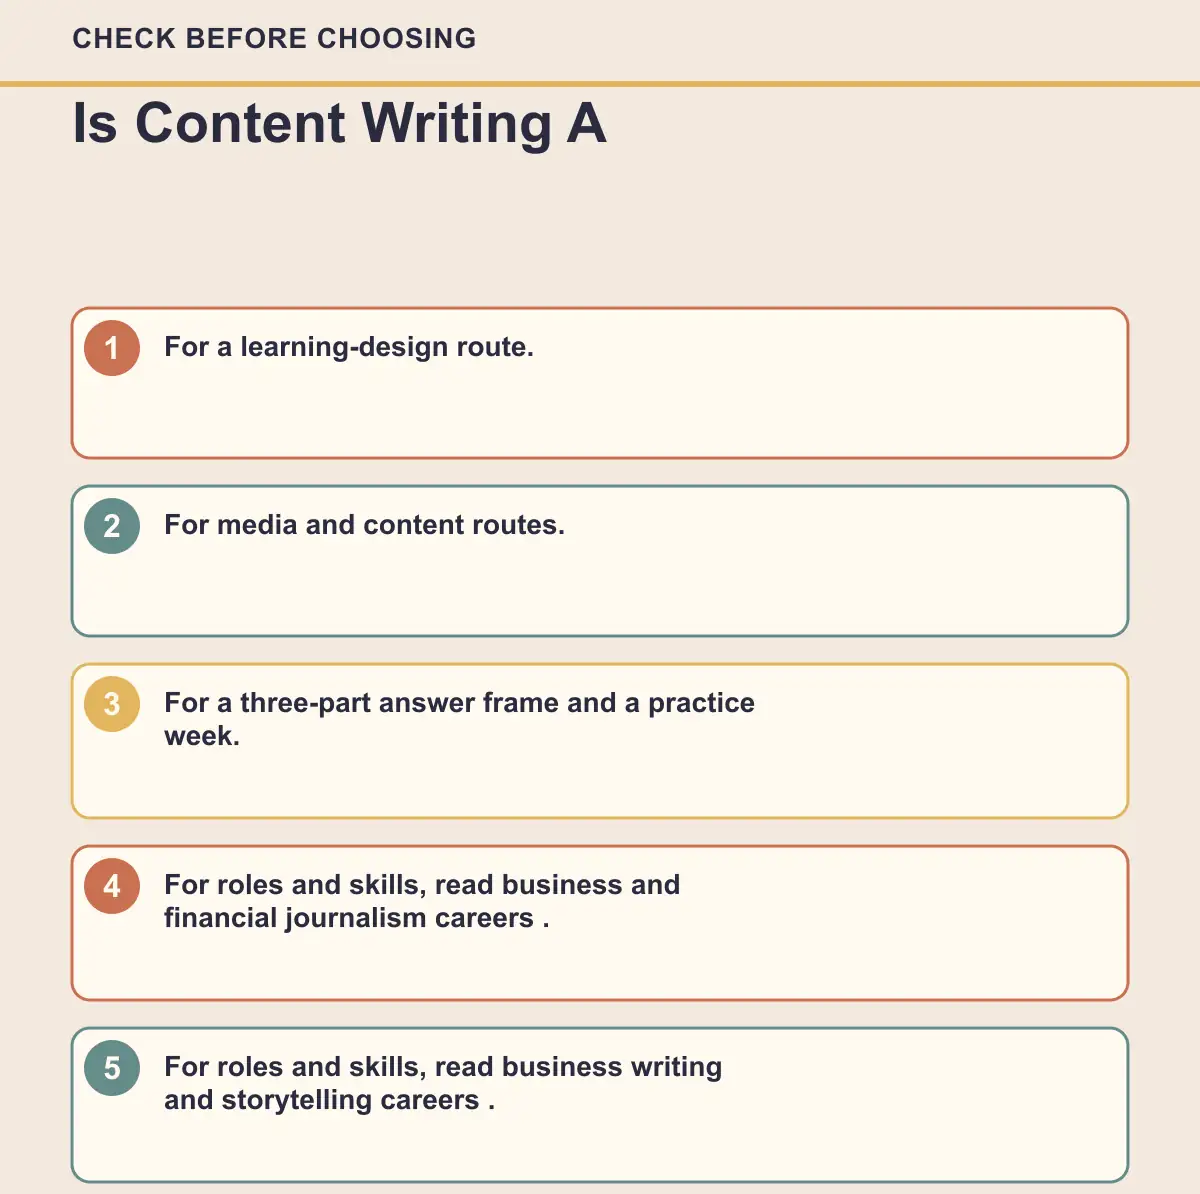 CHECK BEFORE CHOOSING
Is Content Writing A
1
For a learning-design route.
2
For media and content routes.
3
For a three-part answer frame and a practice
week.
4
For roles and skills, read business and
financial journalism careers .
5
For roles and skills, read business writing
and storytelling careers .